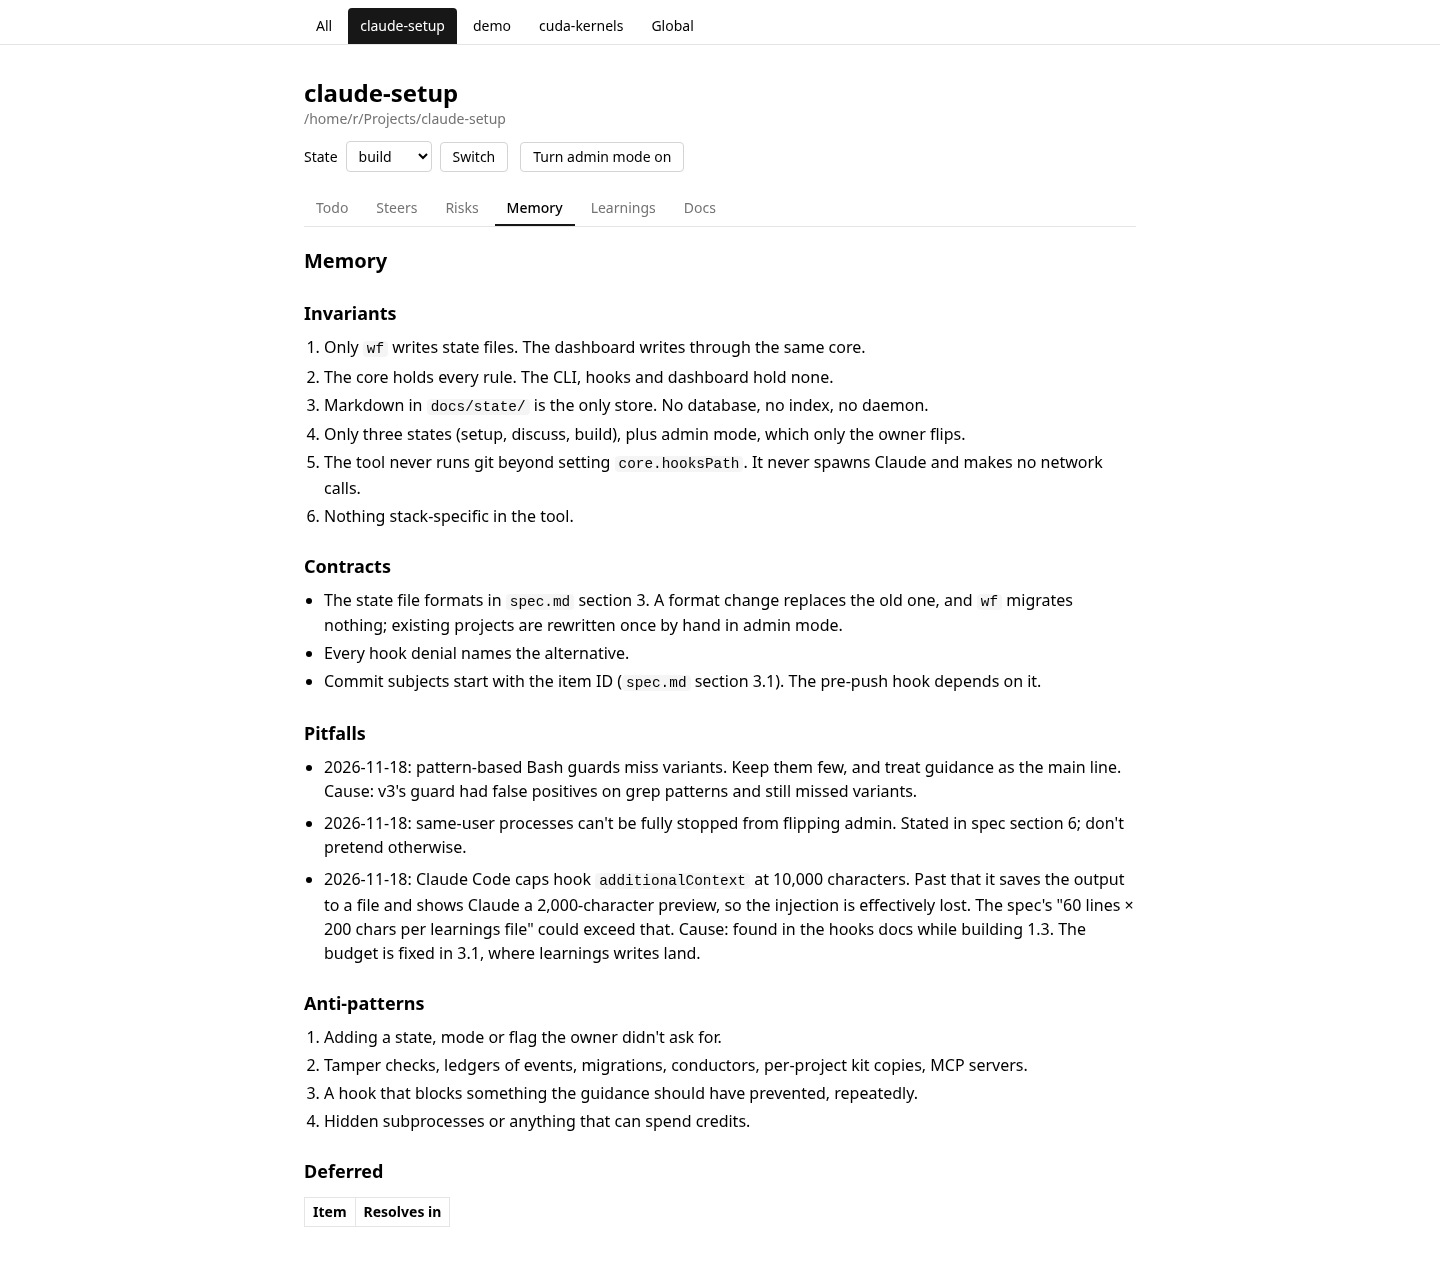 All claude-setup demo cuda-kernels Global
claude-setup
/home/r/Projects/claude-setup
State build Switch Turn admin mode on
Todo Steers Risks Memory Learnings Docs
Memory
Invariants
1. Only wf writes state files. The dashboard writes through the same core.
2. The core holds every rule. The CLI, hooks and dashboard hold none.
3. Markdown in docs/state/ is the only store. No database, no index, no daemon.
4. Only three states (setup, discuss, build), plus admin mode, which only the owner flips.
5. The tool never runs git beyond setting core.hooksPath. It never spawns Claude and makes no network
calls.
6. Nothing stack-specific in the tool.
Contracts
• The state file formats in spec.md section 3. A format change replaces the old one, and wf migrates
nothing; existing projects are rewritten once by hand in admin mode.
• Every hook denial names the alternative.
• Commit subjects start with the item ID (spec.md section 3.1). The pre-push hook depends on it.
Pitfalls
• 2026-11-18: pattern-based Bash guards miss variants. Keep them few, and treat guidance as the main line.
Cause: v3's guard had false positives on grep patterns and still missed variants.
• 2026-11-18: same-user processes can't be fully stopped from flipping admin. Stated in spec section 6; don't
pretend otherwise.
• 2026-11-18: Claude Code caps hook additionalContext at 10,000 characters. Past that it saves the output
to a file and shows Claude a 2,000-character preview, so the injection is effectively lost. The spec's "60 lines ×
200 chars per learnings file" could exceed that. Cause: found in the hooks docs while building 1.3. The
budget is fixed in 3.1, where learnings writes land.
Anti-patterns
1. Adding a state, mode or flag the owner didn't ask for.
2. Tamper checks, ledgers of events, migrations, conductors, per-project kit copies, MCP servers.
3. A hook that blocks something the guidance should have prevented, repeatedly.
4. Hidden subprocesses or anything that can spend credits.
Deferred
Item Resolves in